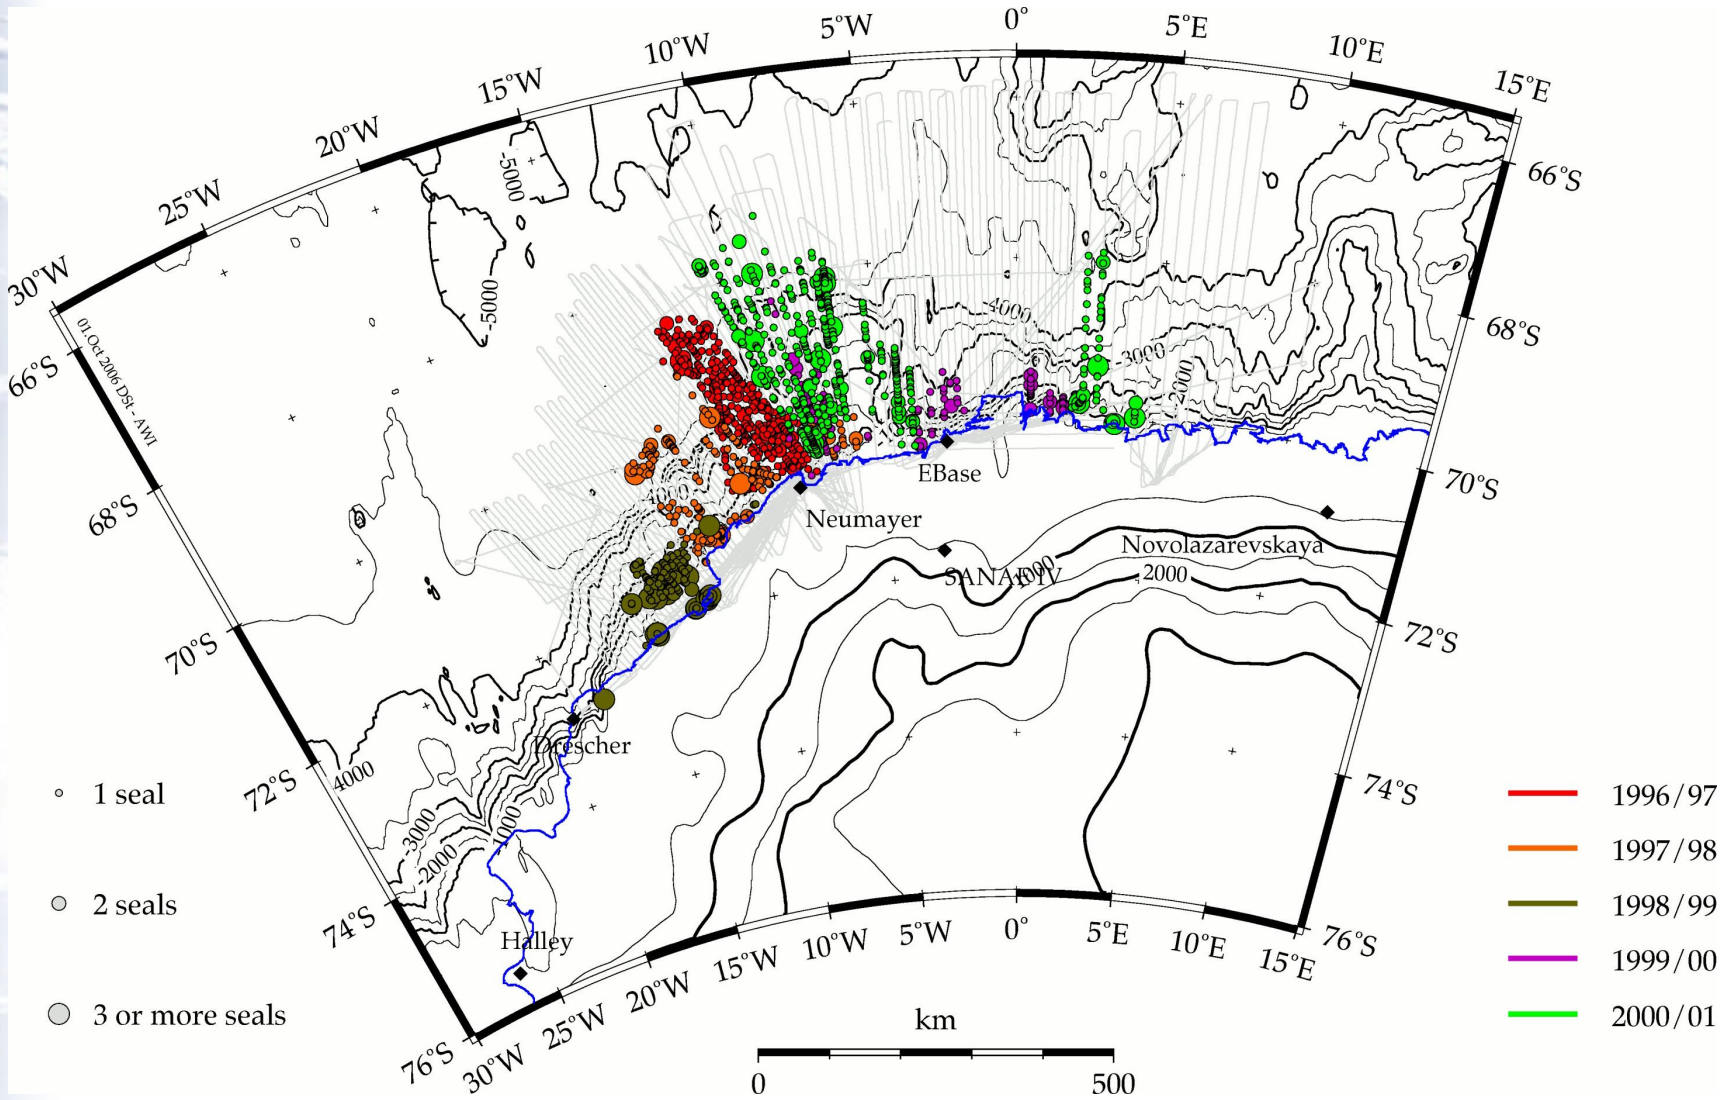 0°
5°W
5°E
10°W
10°E
15°W
15°E
20°W
25°W
30°W
66°S
68°S
70°S
72°S
74°S
76°S
66°S
68°S
70°S
72°S
74°S
76°S
01.Oct 2006 DSt - AWI
-5000
-5000
-4000
-3000
-2000
4000
EBase
Neumayer
Novolazarevskaya
SANAE IV
1000
2000
Drescher
-4000
-3000
-2000
-1000
Halley
30°W
25°W
20°W
15°W
10°W
5°W
0°
5°E
10°E
15°E
1 seal
2 seals
3 or more seals
1996/97
1997/98
1998/99
1999/00
2000/01
km
0
500